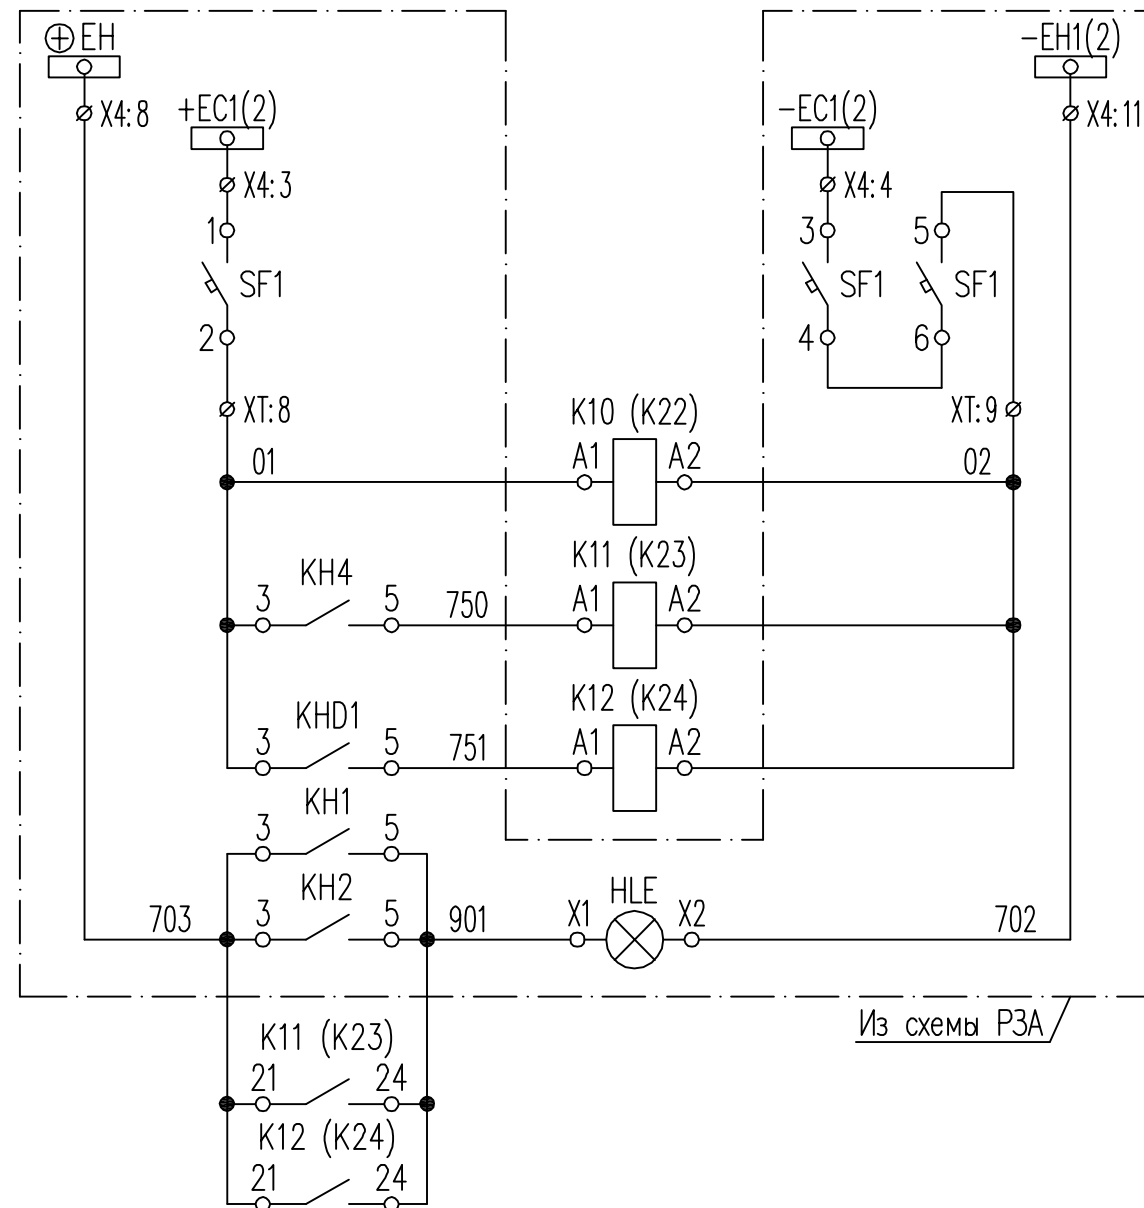 ⊕EH
-EH1(2)
X4:8
+EC1(2)
-EC1(2)
X4:11
X4:3
X4:4
1
3
5
SF1
SF1
SF1
2
4
6
XT:8
K10 (K22)
XT:9
01
A1
A2
02
K11 (K23)
KH4
3
5
750
A1
A2
K12 (K24)
KHD1
3
5
751
A1
A2
KH1
3
5
KH2
HLE
703
3
5
901
X1
X2
702
Из схемы РЗА
K11 (K23)
21
24
K12 (K24)
21
24